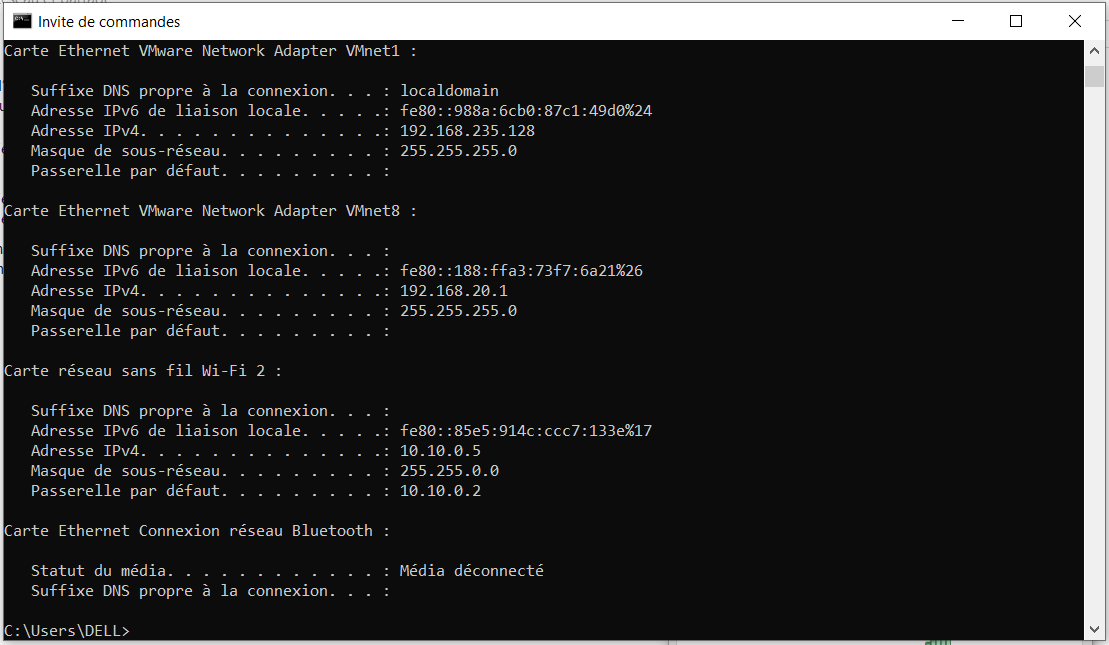 Invite de commandes
Carte Ethernet VMware Network Adapter VMnet1 :
Suffixe DNS propre à la connexion. . . : localdomain
Adresse IPv6 de liaison locale. . . . .: fe80::988a:6cb0:87c1:49d0%24
Adresse IPv4. . . . . . . . . . . . . .: 192.168.235.128
Masque de sous-réseau. . . . . . . . . : 255.255.255.0
Passerelle par défaut. . . . . . . . . :
Carte Ethernet VMware Network Adapter VMnet8 :
Suffixe DNS propre à la connexion. . . :
Adresse IPv6 de liaison locale. . . . .: fe80::188:ffa3:73f7:6a21%26
Adresse IPv4. . . . . . . . . . . . . .: 192.168.20.1
Masque de sous-réseau. . . . . . . . . : 255.255.255.0
Passerelle par défaut. . . . . . . . . :
Carte réseau sans fil Wi-Fi 2 :
Suffixe DNS propre à la connexion. . . :
Adresse IPv6 de liaison locale. . . . .: fe80::85e5:914c:ccc7:133e%17
Adresse IPv4. . . . . . . . . . . . . .: 10.10.0.5
Masque de sous-réseau. . . . . . . . . : 255.255.0.0
Passerelle par défaut. . . . . . . . . : 10.10.0.2
Carte Ethernet Connexion réseau Bluetooth :
Statut du média. . . . . . . . . . . . : Média déconnecté
Suffixe DNS propre à la connexion. . . :
C:\Users\DELL>